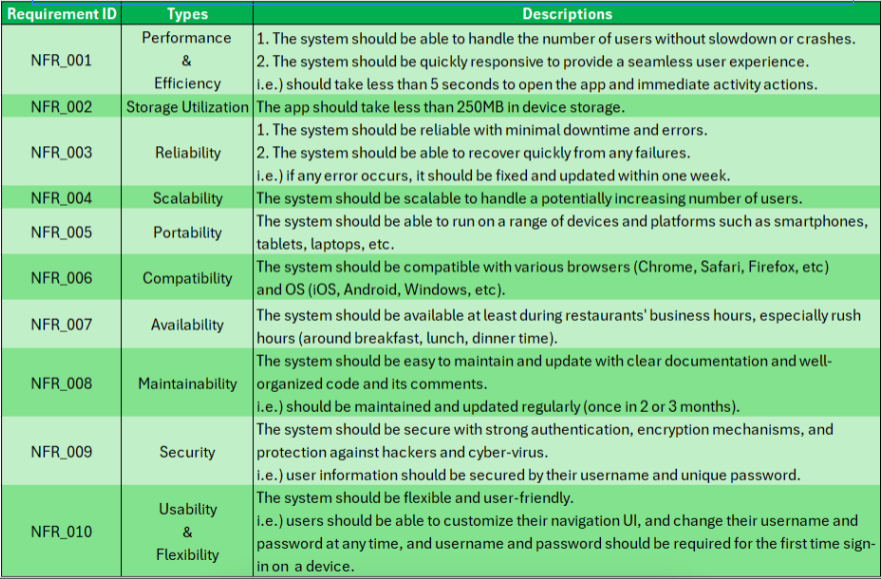 Requirement ID Types Descriptions
NFR_001
Performance
&
Efficiency
1. The system should be able to handle the number of users without slowdown or crashes.
2. The system should be quickly responsive to provide a seamless user experience.
i.e.) should take less than 5 seconds to open the app and immediate activity actions.
NFR_002 Storage Utilization The app should take less than 250MB in device storage.
NFR_003
Reliability
1. The system should be reliable with minimal downtime and errors.
2. The system should be able to recover quickly from any failures.
i.e.) if any error occurs, it should be fixed and updated within one week.
NFR_004 Scalability The system should be scalable to handle a potentially increasing number of users.
NFR_005
Portability
The system should be able to run on a range of devices and platforms such as smartphones,
tablets, laptops, etc.
NFR_006
Compatibility
The system should be compatible with various browsers (Chrome, Safari, Firefox, etc)
and OS (iOS, Android, Windows, etc).
NFR_007
Availability
The system should be available at least during restaurants' business hours, especially rush
hours (around breakfast, lunch, dinner time).
NFR_008
Maintainability
The system should be easy to maintain and update with clear documentation and well-
organized code and its comments.
i.e.) should be maintained and updated regularly (once in 2 or 3 months).
NFR_009
Security
The system should be secure with strong authentication, encryption mechanisms, and
protection against hackers and cyber-virus.
i.e.) user information should be secured by their username and unique password.
NFR_010
Usability
&
Flexibility
The system should be flexible and user-friendly.
i.e.) users should be able to customize their navigation UI, and change their username and
password at any time, and username and password should be required for the first time sign-
in on a device.